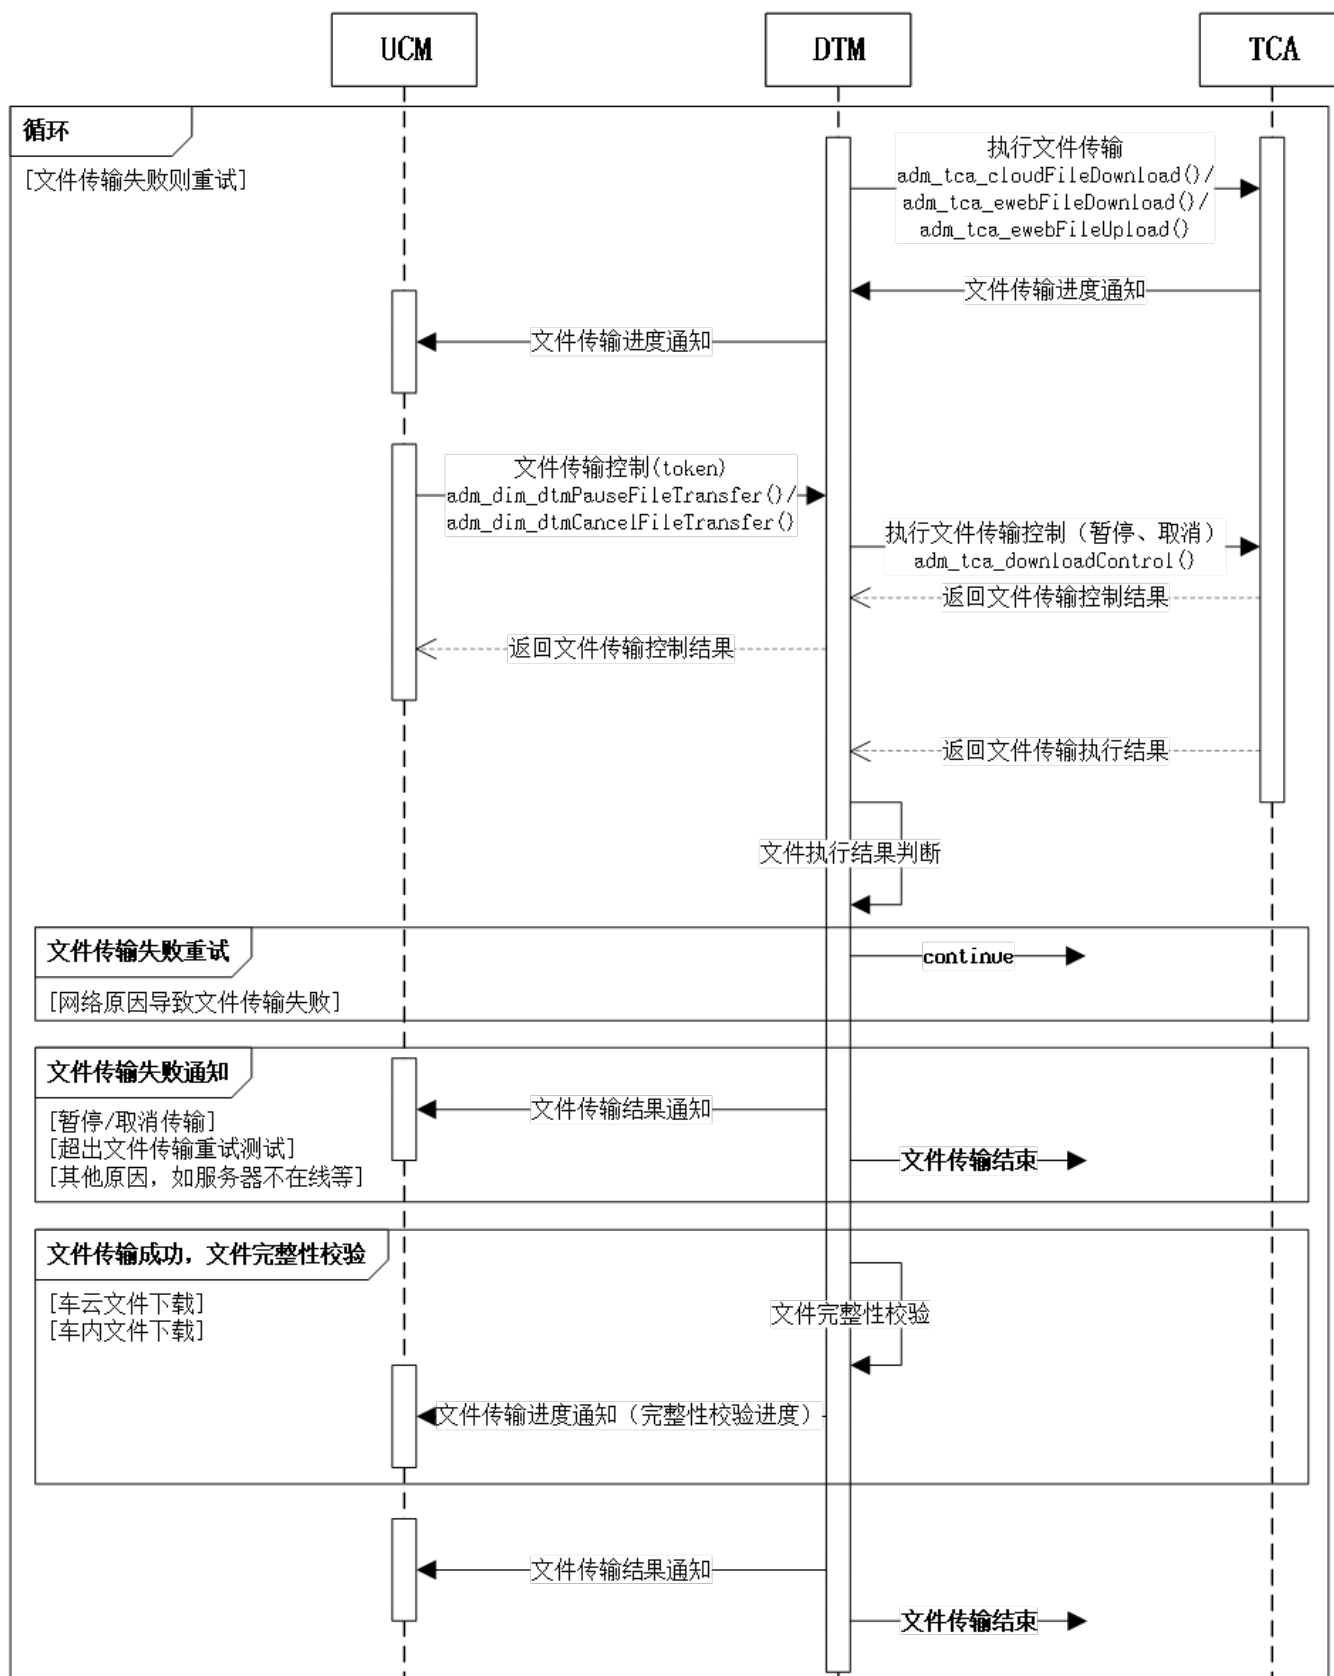 UCM
DTM
TCA
循环
[文件传输失败则重试]
执行文件传输
adm_tca_cloudFileDownload()/
adm_tca_ewebFileDownload()/
adm_tca_ewebFileUpload()
文件传输进度通知
文件传输进度通知
文件传输控制(token)
adm_dim_dtmPauseFileTransfer()/
adm_dim_dtmCancelFileTransfer()
执行文件传输控制（暂停、取消）
adm_tca_downloadControl()
返回文件传输控制结果
返回文件传输控制结果
返回文件传输执行结果
文件执行结果判断
文件传输失败重试
continue
[网络原因导致文件传输失败]
文件传输失败通知
[暂停/取消传输]
[超出文件传输重试测试]
[其他原因，如服务器不在线等]
文件传输结果通知
文件传输结束
文件传输成功，文件完整性校验
[车云文件下载]
[车内文件下载]
文件完整性校验
文件传输进度通知（完整性校验进度）
文件传输结果通知
文件传输结束